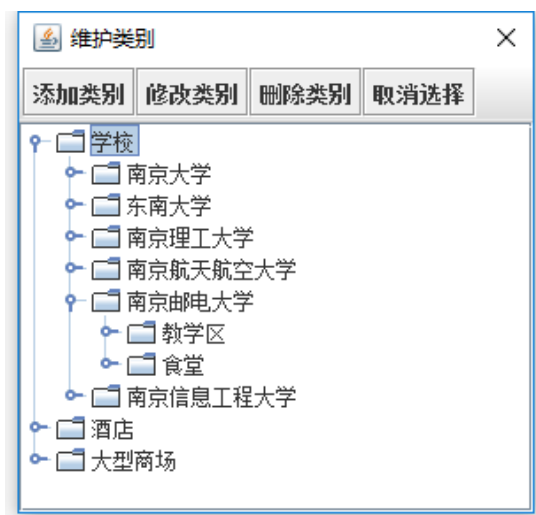 维护类别
添加类别 修改类别 删除类别 取消选择
学校
南京大学
东南大学
南京理工大学
南京航天航空大学
南京邮电大学
教学区
食堂
南京信息工程大学
酒店
大型商场